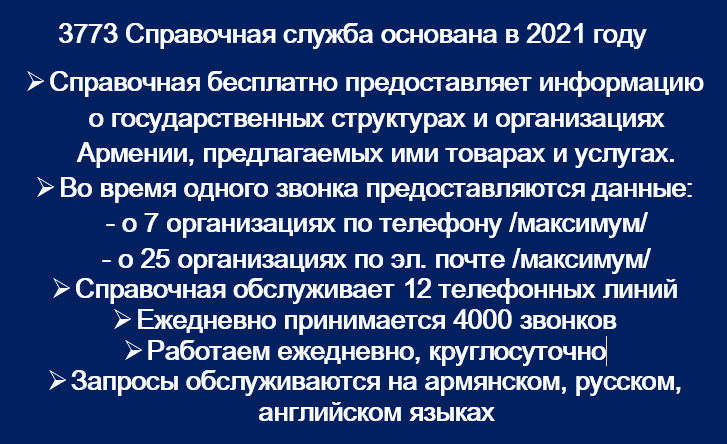 3773 Справочная служба основана в 2021 году
➢ Справочная бесплатно предоставляет информацию
о государственных структурах и организациях
Армении, предлагаемых ими товарах и услугах.
➢ Во время одного звонка предоставляются данные:
- о 7 организациях по телефону /максимум/
- о 25 организациях по эл. почте /максимум/
➢ Справочная обслуживает 12 телефонных линий
➢ Ежедневно принимается 4000 звонков
➢ Работаем ежедневно, круглосуточно
➢ Запросы обслуживаются на армянском, русском,
английском языках